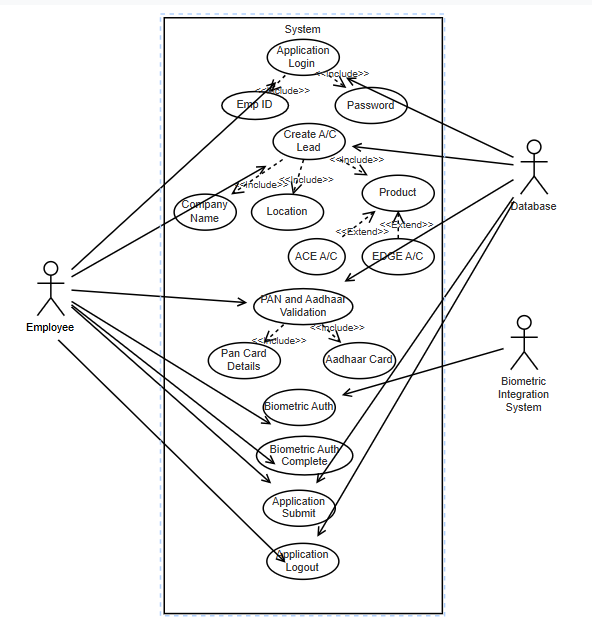 System
Application
Login
<<Include>>
<<Include>>
Emp ID
Password
Create A/C
Lead
<<Include>>
<<Include>>
<<Include>>
Product
Company
Name
Location
<<Extend>>
<<Extend>>
ACE A/C
EDGE A/C
Database
PAN and Aadhaar
Validation
Employee
<<Include>>
<<Include>>
Pan Card
Details
Aadhaar Card
Biometric
Integration
System
Biometric Auth
Biometric Auth
Complete
Application
Submit
Application
Logout